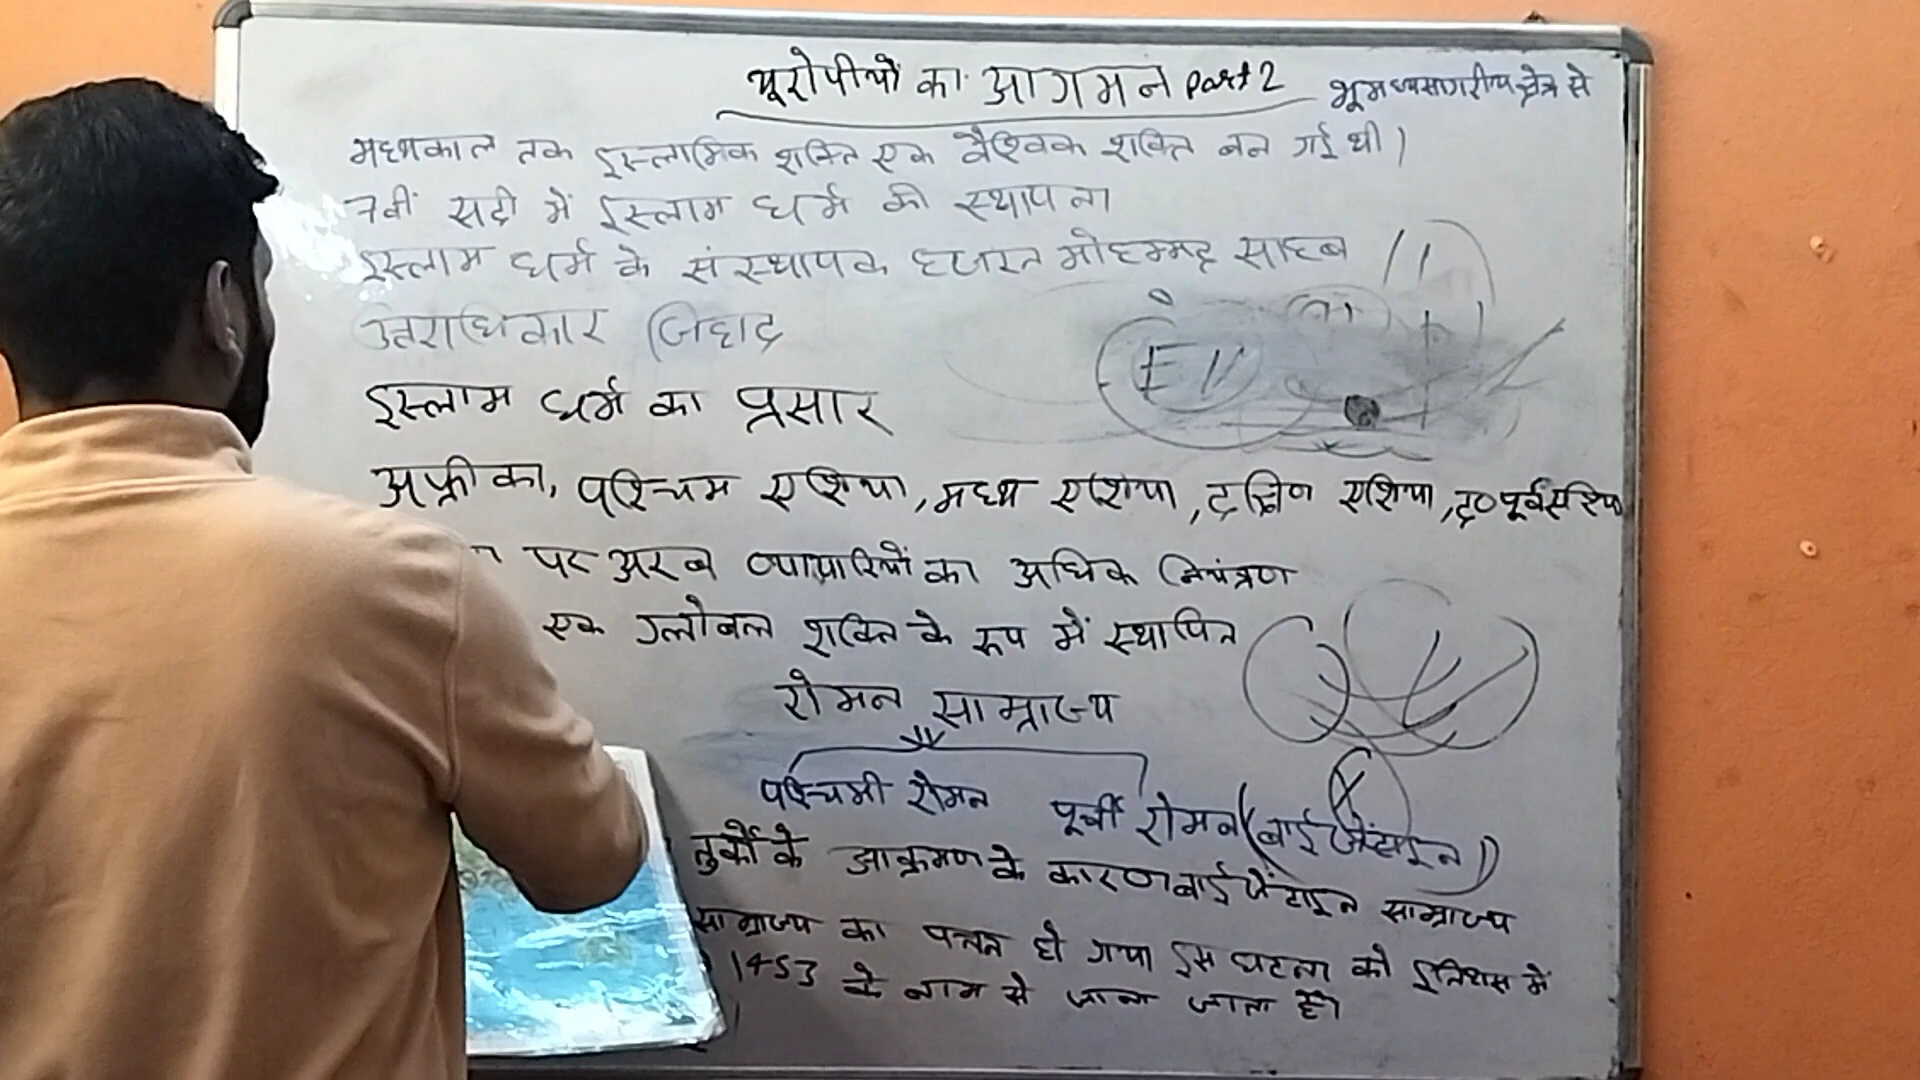 यूरोपीयों का आगमन Part 2
भूमध्यसागरीय क्षेत्र से
मध्यकाल तक इस्लामिक शक्ति एक वैश्विक शक्ति बन गई थी।
7वीं सदी में इस्लाम धर्म की स्थापना
इस्लाम धर्म के संस्थापक हजरत मोहम्मद साहब
उतराधिकार जिहाद
इस्लाम धर्म का प्रसार
अफ्रीका, पश्चिम एशिया, मध्य एशिया, दक्षिण एशिया, द० पूर्व एशिया
पर अरब व्यापारियों का अधिक नियंत्रण
एक ग्लोबल शक्ति के रूप में स्थापित
रोमन साम्राज्य
पश्चिमी रोमन पूर्वी रोमन (बाईजेंटाइन)
तुर्कों के आक्रमण के कारण बाईजेंटाइन साम्राज्य
साम्राज्य का पतन हो गया इस घटना को इतिहास में
1453 के नाम से जाना जाता है।